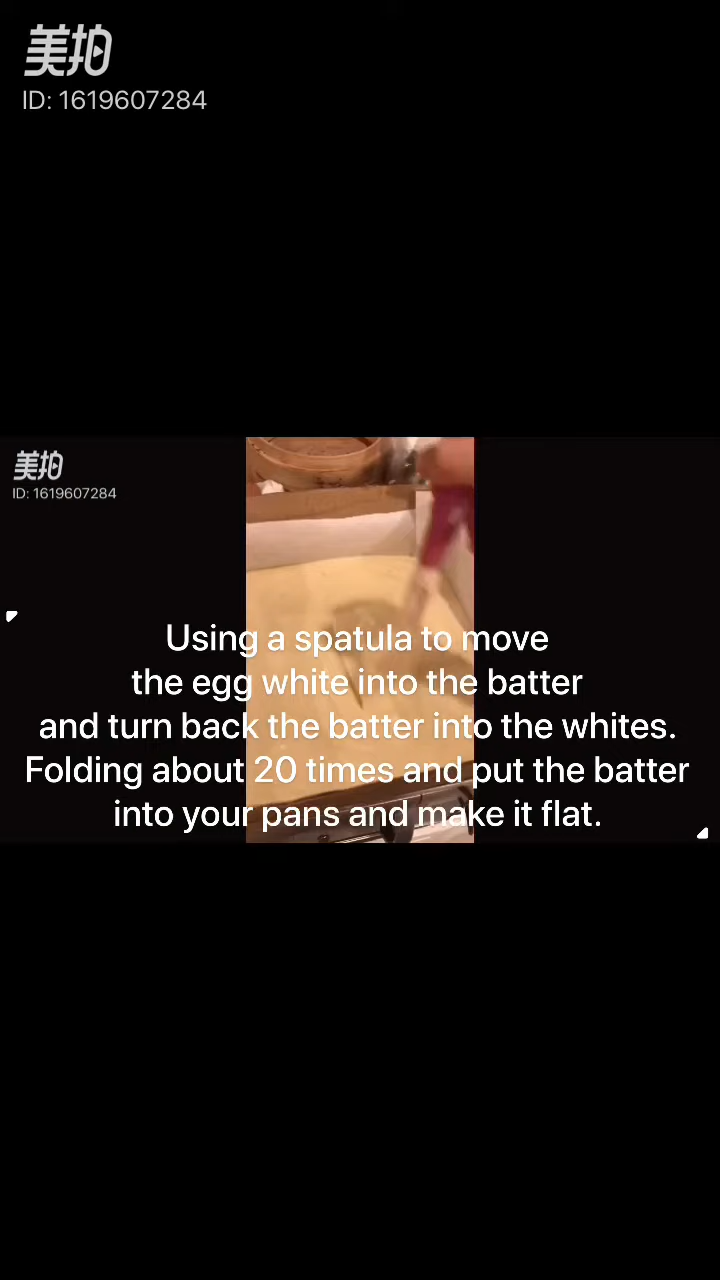 美拍
ID: 1619607284
美拍
ID: 1619607284
Using a spatula to move
the egg white into the batter
and turn back the batter into the whites.
Folding about 20 times and put the batter
into your pans and make it flat.